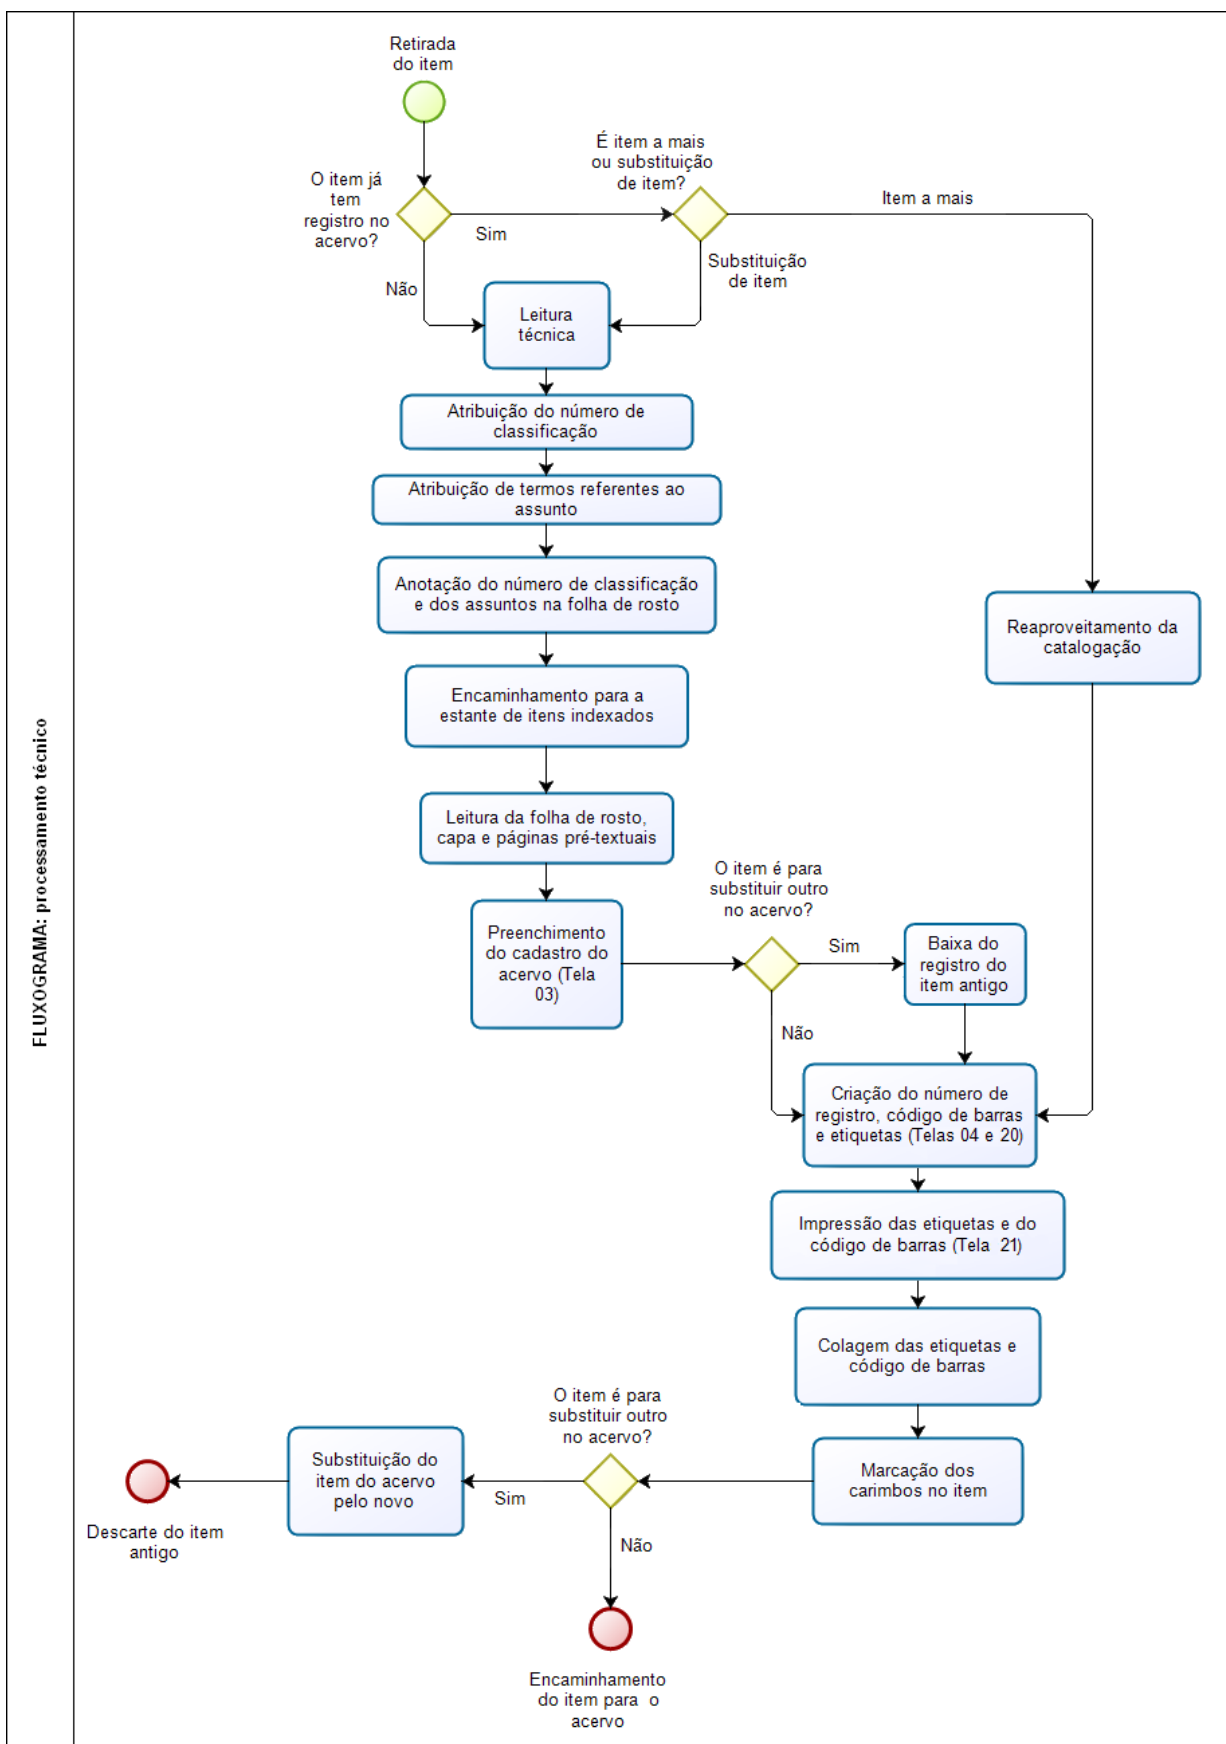 FLUXOGRAMA: processamento técnico
Retirada
do item
O item já
tem
registro no
acervo?
Sim
Não
É item a mais
ou substituição
de item?
Item a mais
Substituição
de item
Leitura
técnica
Atribuição do número de
classificação
Atribuição de termos referentes ao
assunto
Anotação do número de classificação
e dos assuntos na folha de rosto
Reaproveitamento da
catalogação
Encaminhamento para a
estante de itens indexados
Leitura da folha de rosto,
capa e páginas pré-textuais
Preenchimento
do cadastro do
acervo (Tela
03)
O item é para
substituir outro
no acervo?
Sim
Não
Baixa do
registro do
item antigo
Criação do número de
registro, código de barras
e etiquetas (Telas 04 e 20)
Impressão das etiquetas e do
código de barras (Tela 21)
Colagem das etiquetas e
código de barras
Marcação dos
carimbos no item
O item é para
substituir outro
no acervo?
Sim
Não
Substituição do
item do acervo
pelo novo
Descarte do item
antigo
Encaminhamento
do item para o
acervo